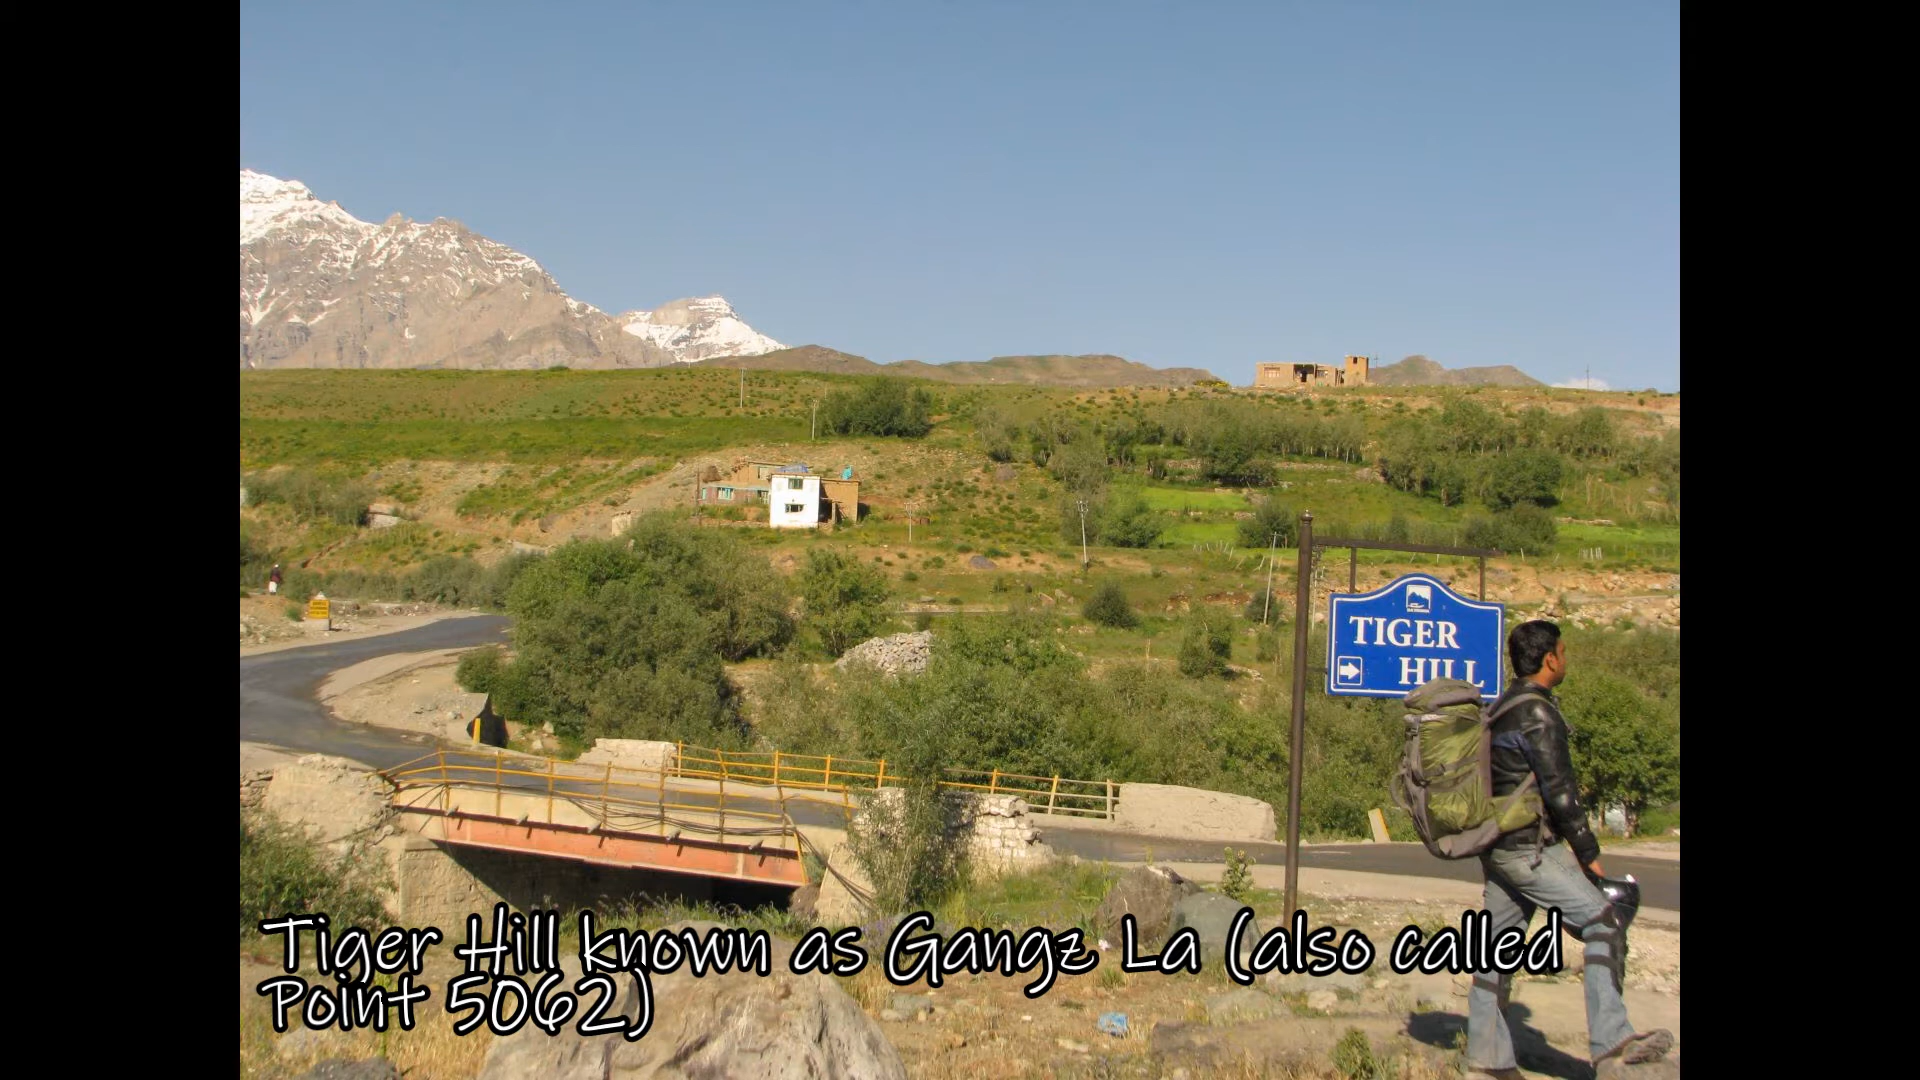 TIGER
HILL
Tiger Hill known as Gangz La (also called
Point 5062)